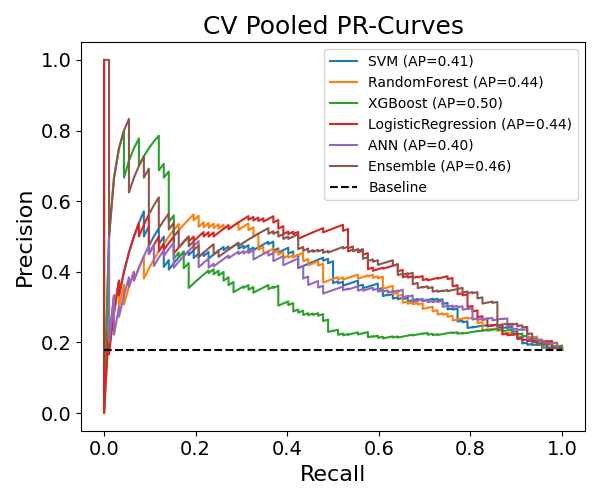 CV Pooled PR-Curves
Precision
1.0
0.8
0.6
0.4
0.2
0.0
SVM (AP=0.41)
RandomForest (AP=0.44)
XGBoost (AP=0.50)
LogisticRegression (AP=0.44)
ANN (AP=0.40)
Ensemble (AP=0.46)
Baseline
0.0 0.2 0.4 0.6 0.8 1.0
Recall